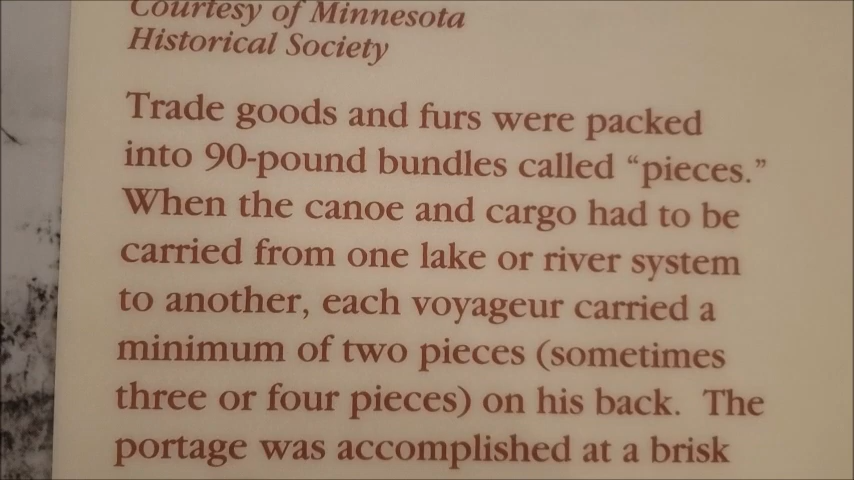 Courtesy of Minnesota
Historical Society
Trade goods and furs were packed
into 90-pound bundles called “pieces.”
When the canoe and cargo had to be
carried from one lake or river system
to another, each voyageur carried a
minimum of two pieces (sometimes
three or four pieces) on his back. The
portage was accomplished at a brisk